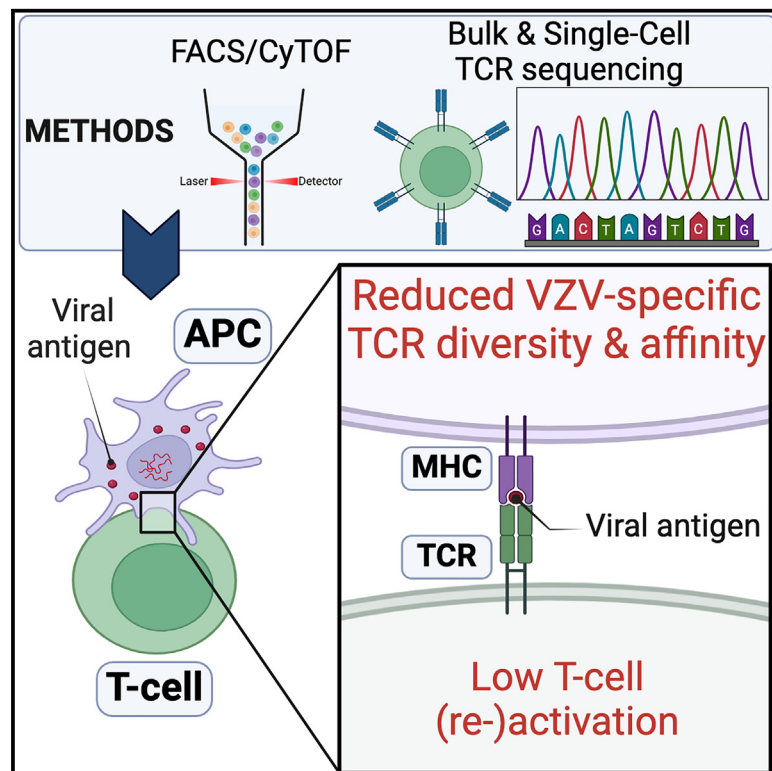 FACS/CyTOF
Bulk & Single-Cell
TCR sequencing
METHODS
Laser
Detector
G A C T A G T C T G
Viral
antigen
APC
T-cell
Reduced VZV-specific
TCR diversity & affinity
MHC
Viral antigen
TCR
Low T-cell
(re-)activation